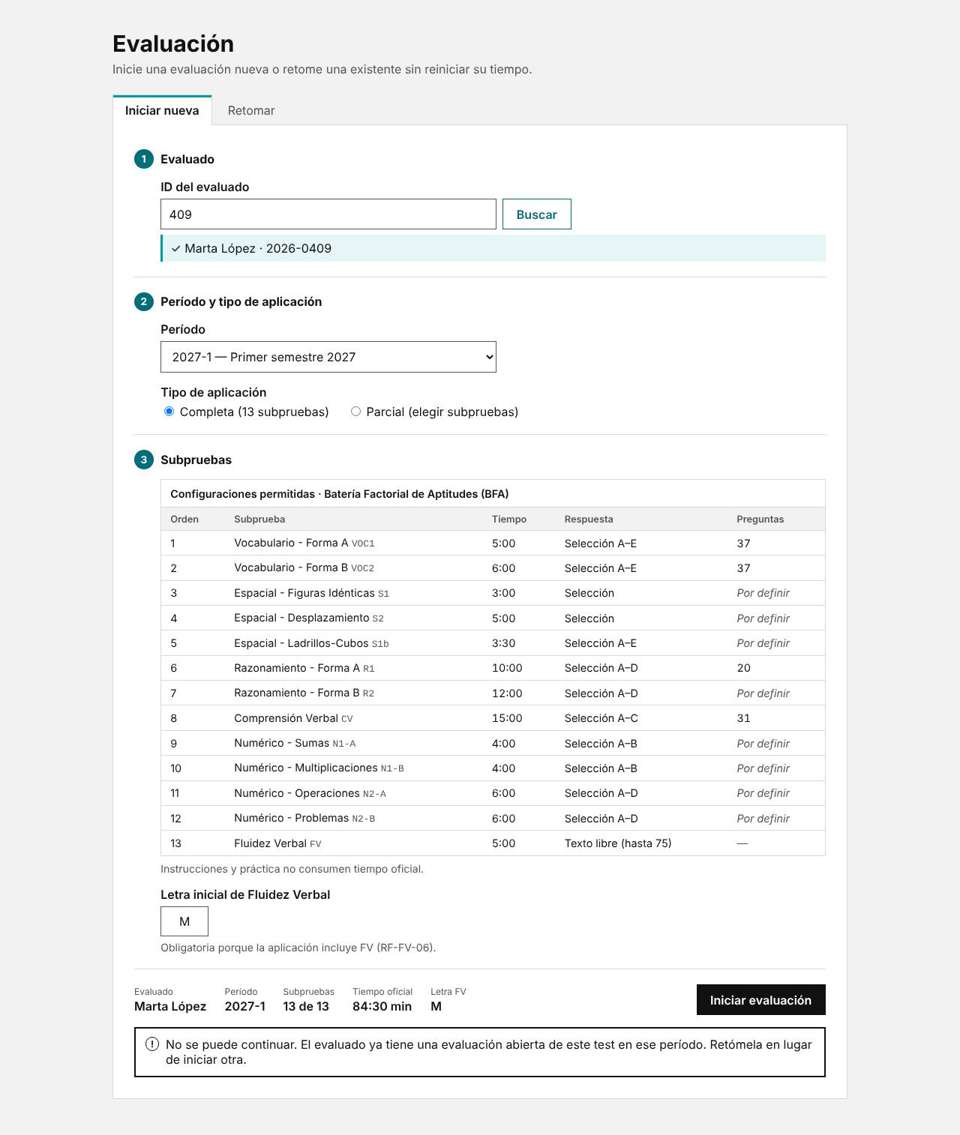 Evaluación
Inicie una evaluación nueva o retome una existente sin reiniciar su tiempo.
Iniciar nueva Retomar
1 Evaluado
ID del evaluado
409 Buscar
✓ Marta López · 2026-0409
2 Período y tipo de aplicación
Período
2027-1 — Primer semestre 2027
Tipo de aplicación
Completa (13 subpruebas) Parcial (elegir subpruebas)
3 Subpruebas
Configuraciones permitidas · Batería Factorial de Aptitudes (BFA)
Orden Subprueba Tiempo Respuesta Preguntas
1 Vocabulario - Forma A VOC1 5:00 Selección A–E 37
2 Vocabulario - Forma B VOC2 6:00 Selección A–E 37
3 Espacial - Figuras Idénticas S1 3:00 Selección Por definir
4 Espacial - Desplazamiento S2 5:00 Selección Por definir
5 Espacial - Ladrillos-Cubos S1b 3:30 Selección A–E Por definir
6 Razonamiento - Forma A R1 10:00 Selección A–D 20
7 Razonamiento - Forma B R2 12:00 Selección A–D Por definir
8 Comprensión Verbal CV 15:00 Selección A–C 31
9 Numérico - Sumas N1-A 4:00 Selección A–B Por definir
10 Numérico - Multiplicaciones N1-B 4:00 Selección A–B Por definir
11 Numérico - Operaciones N2-A 6:00 Selección A–D Por definir
12 Numérico - Problemas N2-B 6:00 Selección A–D Por definir
13 Fluidez Verbal FV 5:00 Texto libre (hasta 75) —
Instrucciones y práctica no consumen tiempo oficial.
Letra inicial de Fluidez Verbal
M
Obligatoria porque la aplicación incluye FV (RF-FV-06).
Evaluado Período Subpruebas Tiempo oficial Letra FV
Marta López 2027-1 13 de 13 84:30 min M
Iniciar evaluación
! No se puede continuar. El evaluado ya tiene una evaluación abierta de este test en ese período. Retómela en lugar
de iniciar otra.